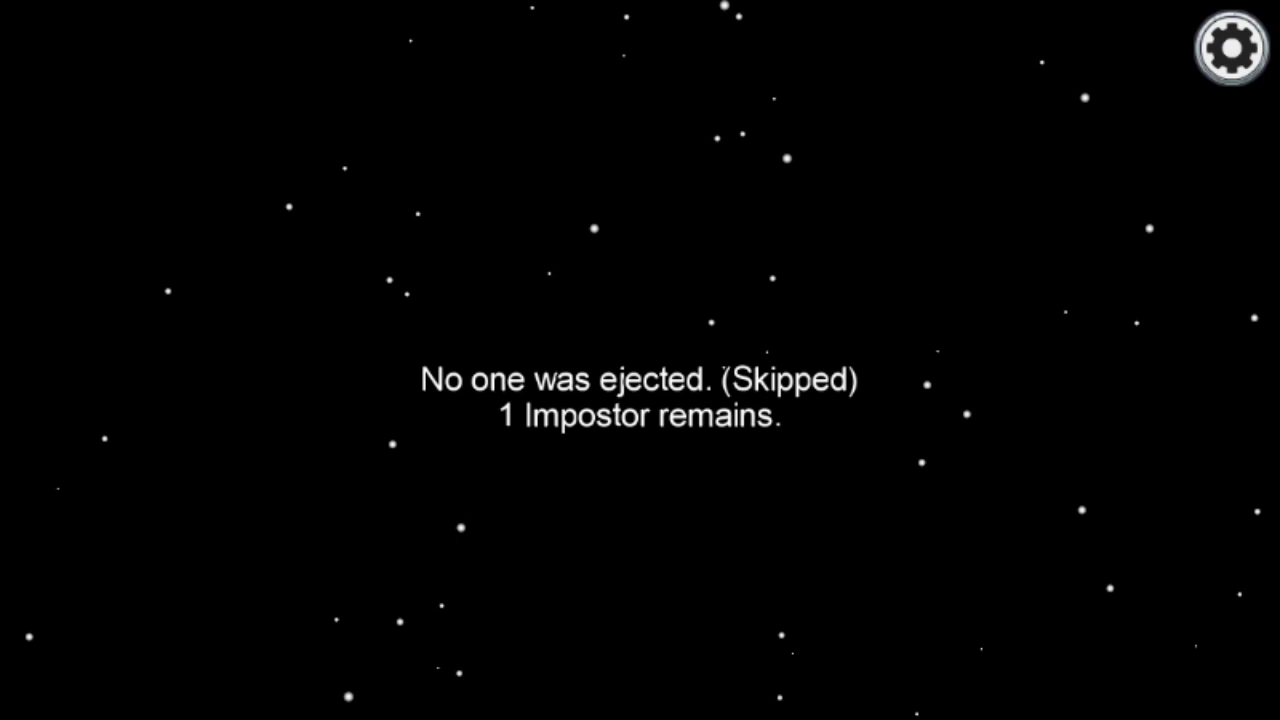 No one was ejected. (Skipped)
1 Impostor remains.